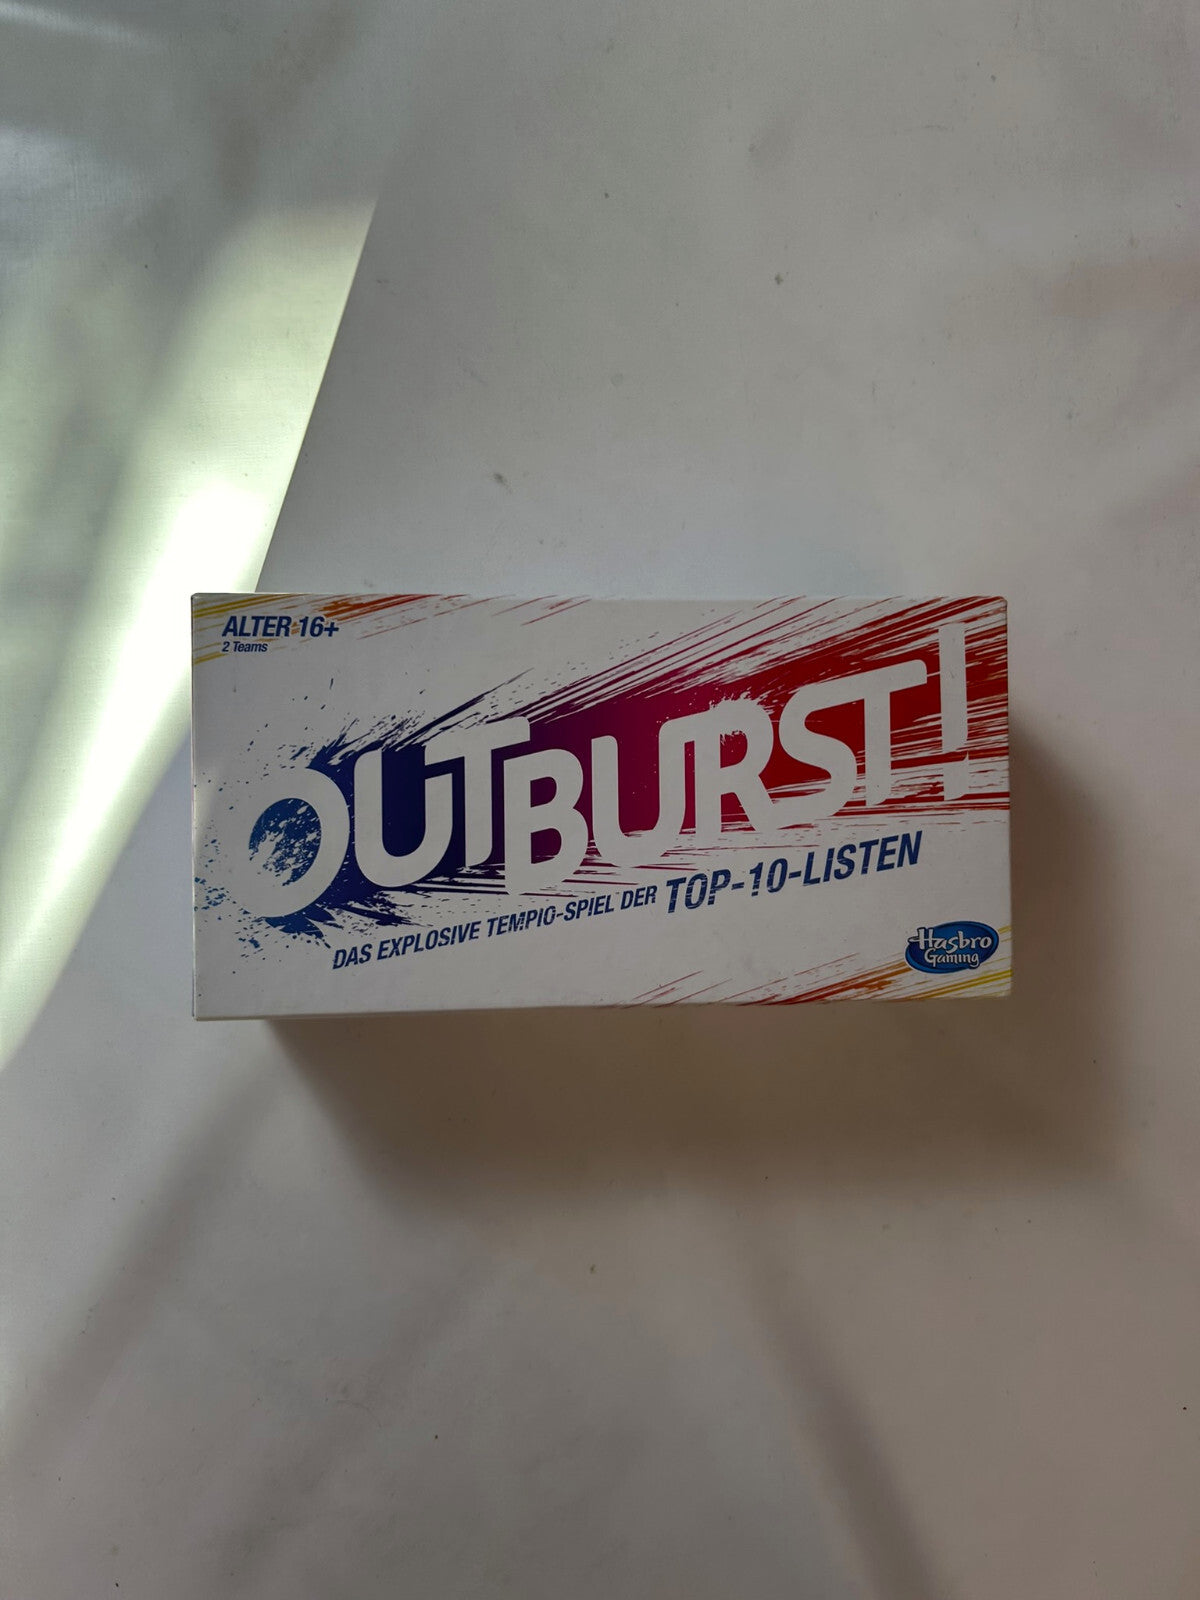 ALTER 16+
2 Teams
OUTBURST!
DAS EXPLOSIVE TEMPIO-SPIEL DER TOP-10-LISTEN
Hasbro
Gaming